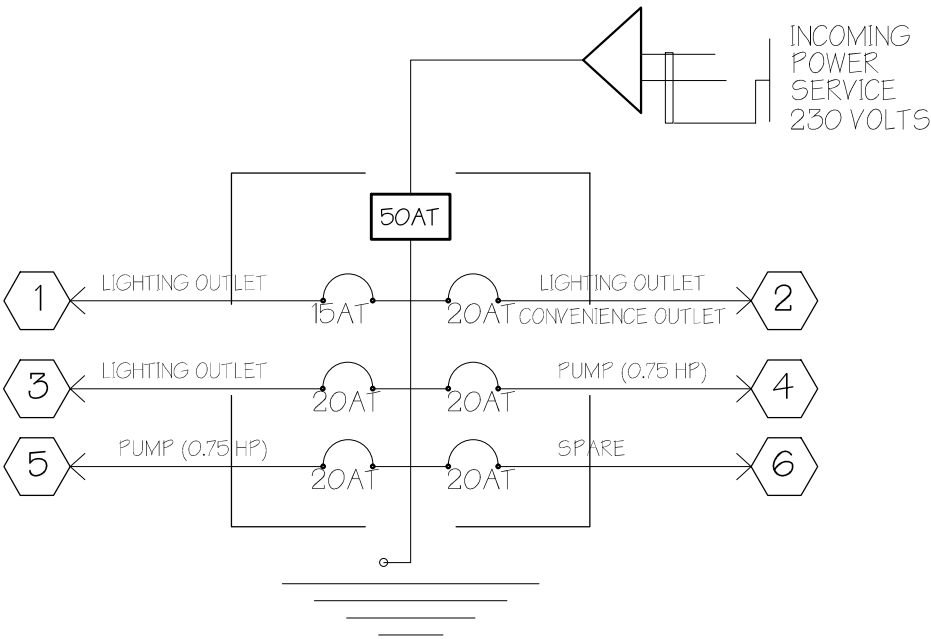 INCOMING
POWER
SERVICE
230 VOLTS
50AT
LIGHTING OUTLET
LIGHTING OUTLET
1
2
15AT
20AT
CONVENIENCE OUTLET
LIGHTING OUTLET
PUMP (0.75 HP)
3
4
20AT
20AT
PUMP (0.75 HP)
SPARE
5
6
20AT
20AT